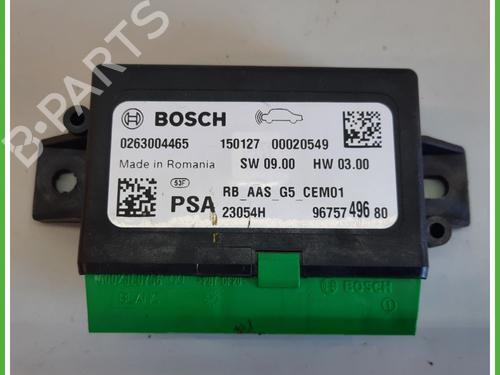 BOSCH
0263004465 150127 00020549
Made in Romania SW 09.00 HW 03.00
53F RB_AAS_G5_CEM01
PSA 23054H 96757 496 80
B-PARTS